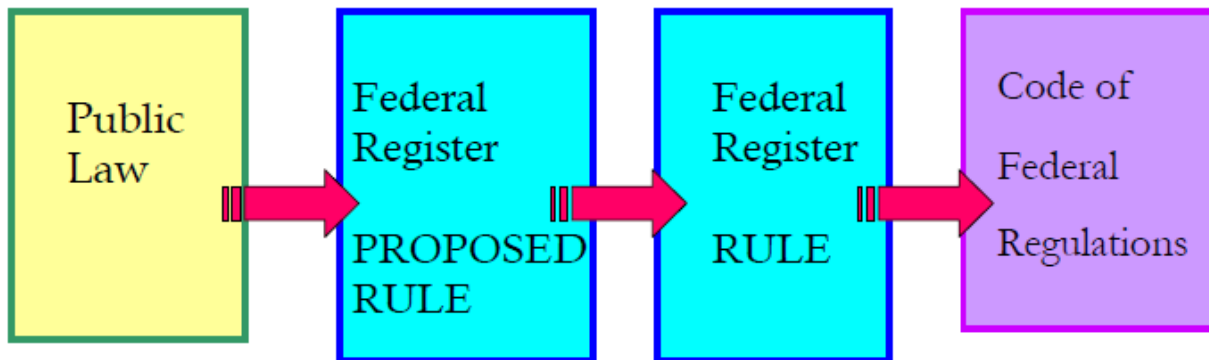 Public
Law
Federal
Register
PROPOSED
RULE
Federal
Register
RULE
Code of
Federal
Regulations